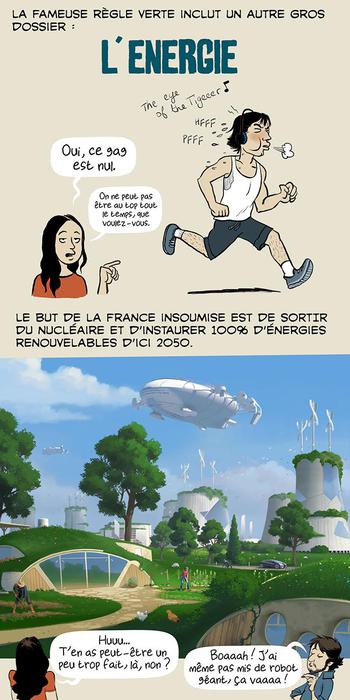 LA FAMEUSE RÈGLE VERTE INCLUT UN AUTRE GROS
DOSSIER :
L'ENERGIE
The eye
of the Tigeeer ♪
HFFF
PFFF
Oui, ce gag
est nul.
On ne peut pas
être au top tout
le temps, que
voulez-vous.
LE BUT DE LA FRANCE INSOUMISE EST DE SORTIR
DU NUCLÉAIRE ET D'INSTAURER 100% D'ÉNERGIES
RENOUVELABLES D'ICI 2050.
Huuu...
T'en as peut-être un
peu trop fait, là, non ?
Boaaah ! J'ai
même pas mis de robot
géant, ça vaaaa !